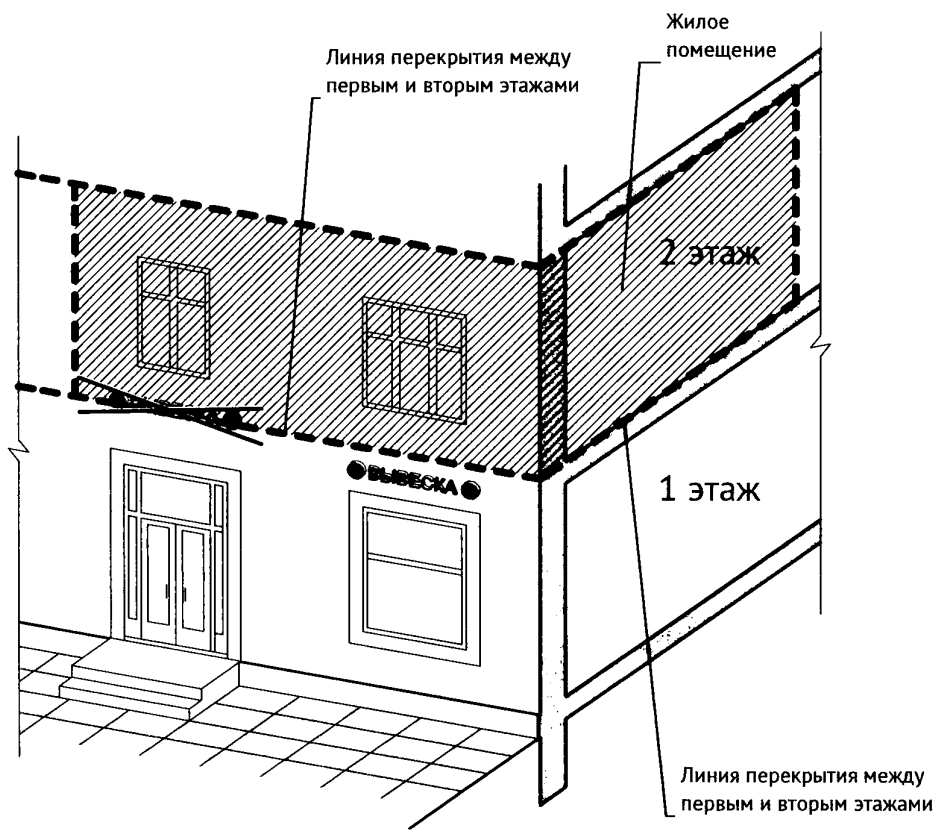 Жилое
помещение
Линия перекрытия между
первым и вторым этажами
2 этаж
ВЫВЕСКА
1 этаж
Линия перекрытия между
первым и вторым этажами